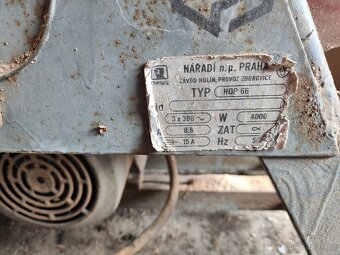 NÁŘADÍ n.p. PRAHA
ZÁVOD HULÍN, PROVOZ ZBOROVICE
TYP HOP 66
3 x 380 ~ W 4000
8,6 ZAT
15 A Hz